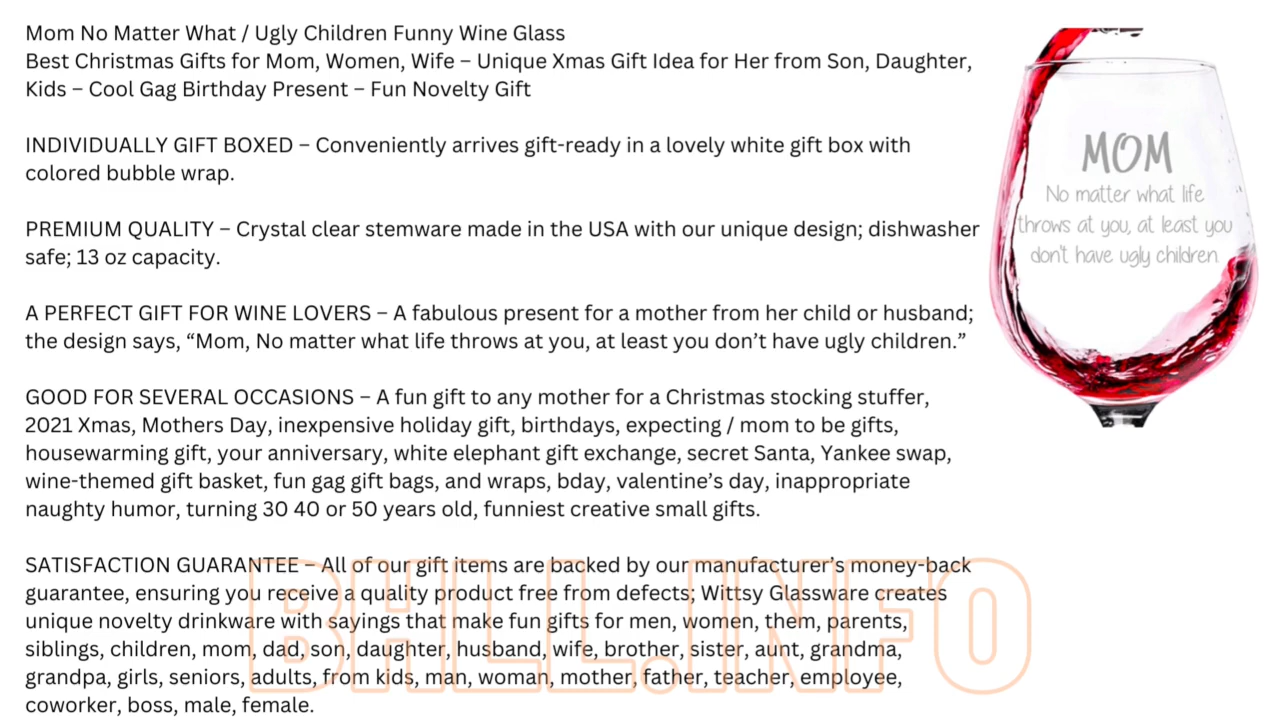 Mom No Matter What / Ugly Children Funny Wine Glass
Best Christmas Gifts for Mom, Women, Wife – Unique Xmas Gift Idea for Her from Son, Daughter,
Kids – Cool Gag Birthday Present – Fun Novelty Gift
INDIVIDUALLY GIFT BOXED – Conveniently arrives gift-ready in a lovely white gift box with
colored bubble wrap.
PREMIUM QUALITY – Crystal clear stemware made in the USA with our unique design; dishwasher
safe; 13 oz capacity.
A PERFECT GIFT FOR WINE LOVERS – A fabulous present for a mother from her child or husband;
the design says, “Mom, No matter what life throws at you, at least you don’t have ugly children.”
GOOD FOR SEVERAL OCCASIONS – A fun gift to any mother for a Christmas stocking stuffer,
2021 Xmas, Mothers Day, inexpensive holiday gift, birthdays, expecting / mom to be gifts,
housewarming gift, your anniversary, white elephant gift exchange, secret Santa, Yankee swap,
wine-themed gift basket, fun gag gift bags, and wraps, bday, valentine’s day, inappropriate
naughty humor, turning 30 40 or 50 years old, funniest creative small gifts.
SATISFACTION GUARANTEE – All of our gift items are backed by our manufacturer’s money-back
guarantee, ensuring you receive a quality product free from defects; Wittsy Glassware creates
unique novelty drinkware with sayings that make fun gifts for men, women, them, parents,
siblings, children, mom, dad, son, daughter, husband, wife, brother, sister, aunt, grandma,
grandpa, girls, seniors, adults, from kids, man, woman, mother, father, teacher, employee,
coworker, boss, male, female.
MOM
No matter what life
throws at you, at least you
don't have ugly children
BHLL.INFO